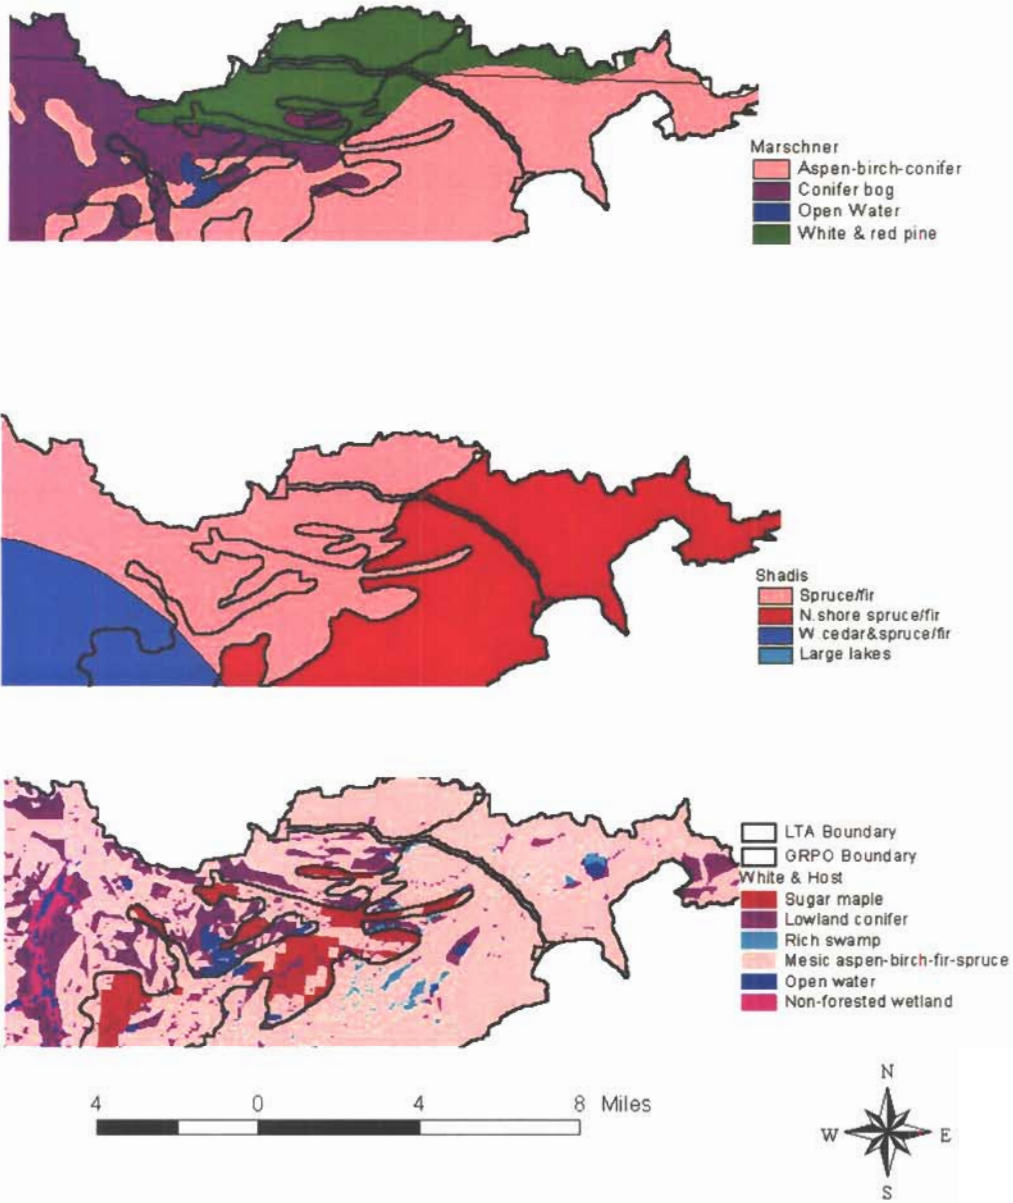 Marschner
Aspen-birch-conifer
Conifer bog
Open Water
White & red pine
Shadis
Spruce/fir
N.shore spruce/fir
W.cedar&spruce/fir
Large lakes
LTA Boundary
GRPO Boundary
White & Host
Sugar maple
Lowland conifer
Rich swamp
Mesic aspen-birch-fir-spruce
Open water
Non-forested wetland
4 0 4 8 Miles
N
W E
S